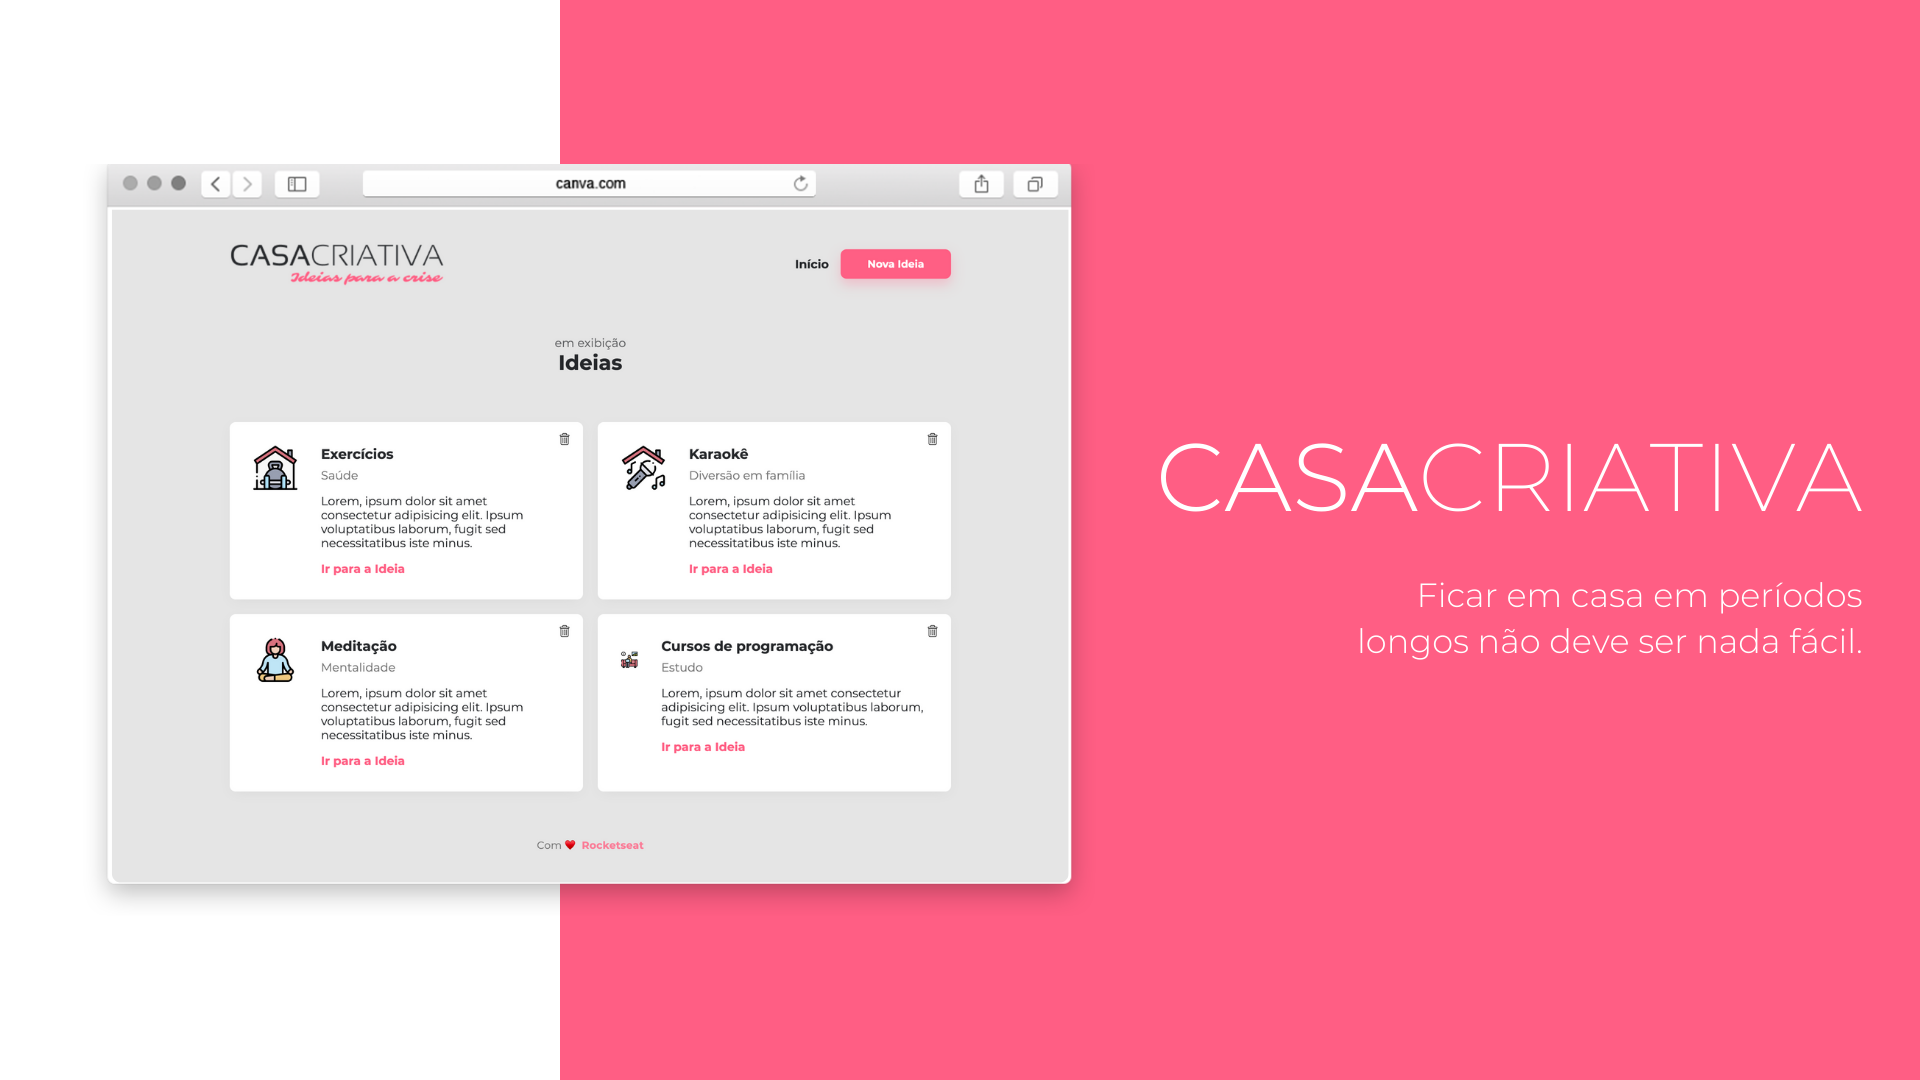 canva.com
CASACRIATIVA
Ideias para a crise
Início
Nova Ideia
em exibição
Ideias
Exercícios
Saúde
Lorem, ipsum dolor sit amet
consectetur adipisicing elit. Ipsum
voluptatibus laborum, fugit sed
necessitatibus iste minus.
Ir para a Ideia
Karaokê
Diversão em família
Lorem, ipsum dolor sit amet
consectetur adipisicing elit. Ipsum
voluptatibus laborum, fugit sed
necessitatibus iste minus.
Ir para a Ideia
Meditação
Mentalidade
Lorem, ipsum dolor sit amet
consectetur adipisicing elit. Ipsum
voluptatibus laborum, fugit sed
necessitatibus iste minus.
Ir para a Ideia
Cursos de programação
Estudo
Lorem, ipsum dolor sit amet consectetur
adipisicing elit. Ipsum voluptatibus laborum,
fugit sed necessitatibus iste minus.
Ir para a Ideia
Com ❤️ Rocketseat
CASACRIATIVA
Ficar em casa em períodos
longos não deve ser nada fácil.